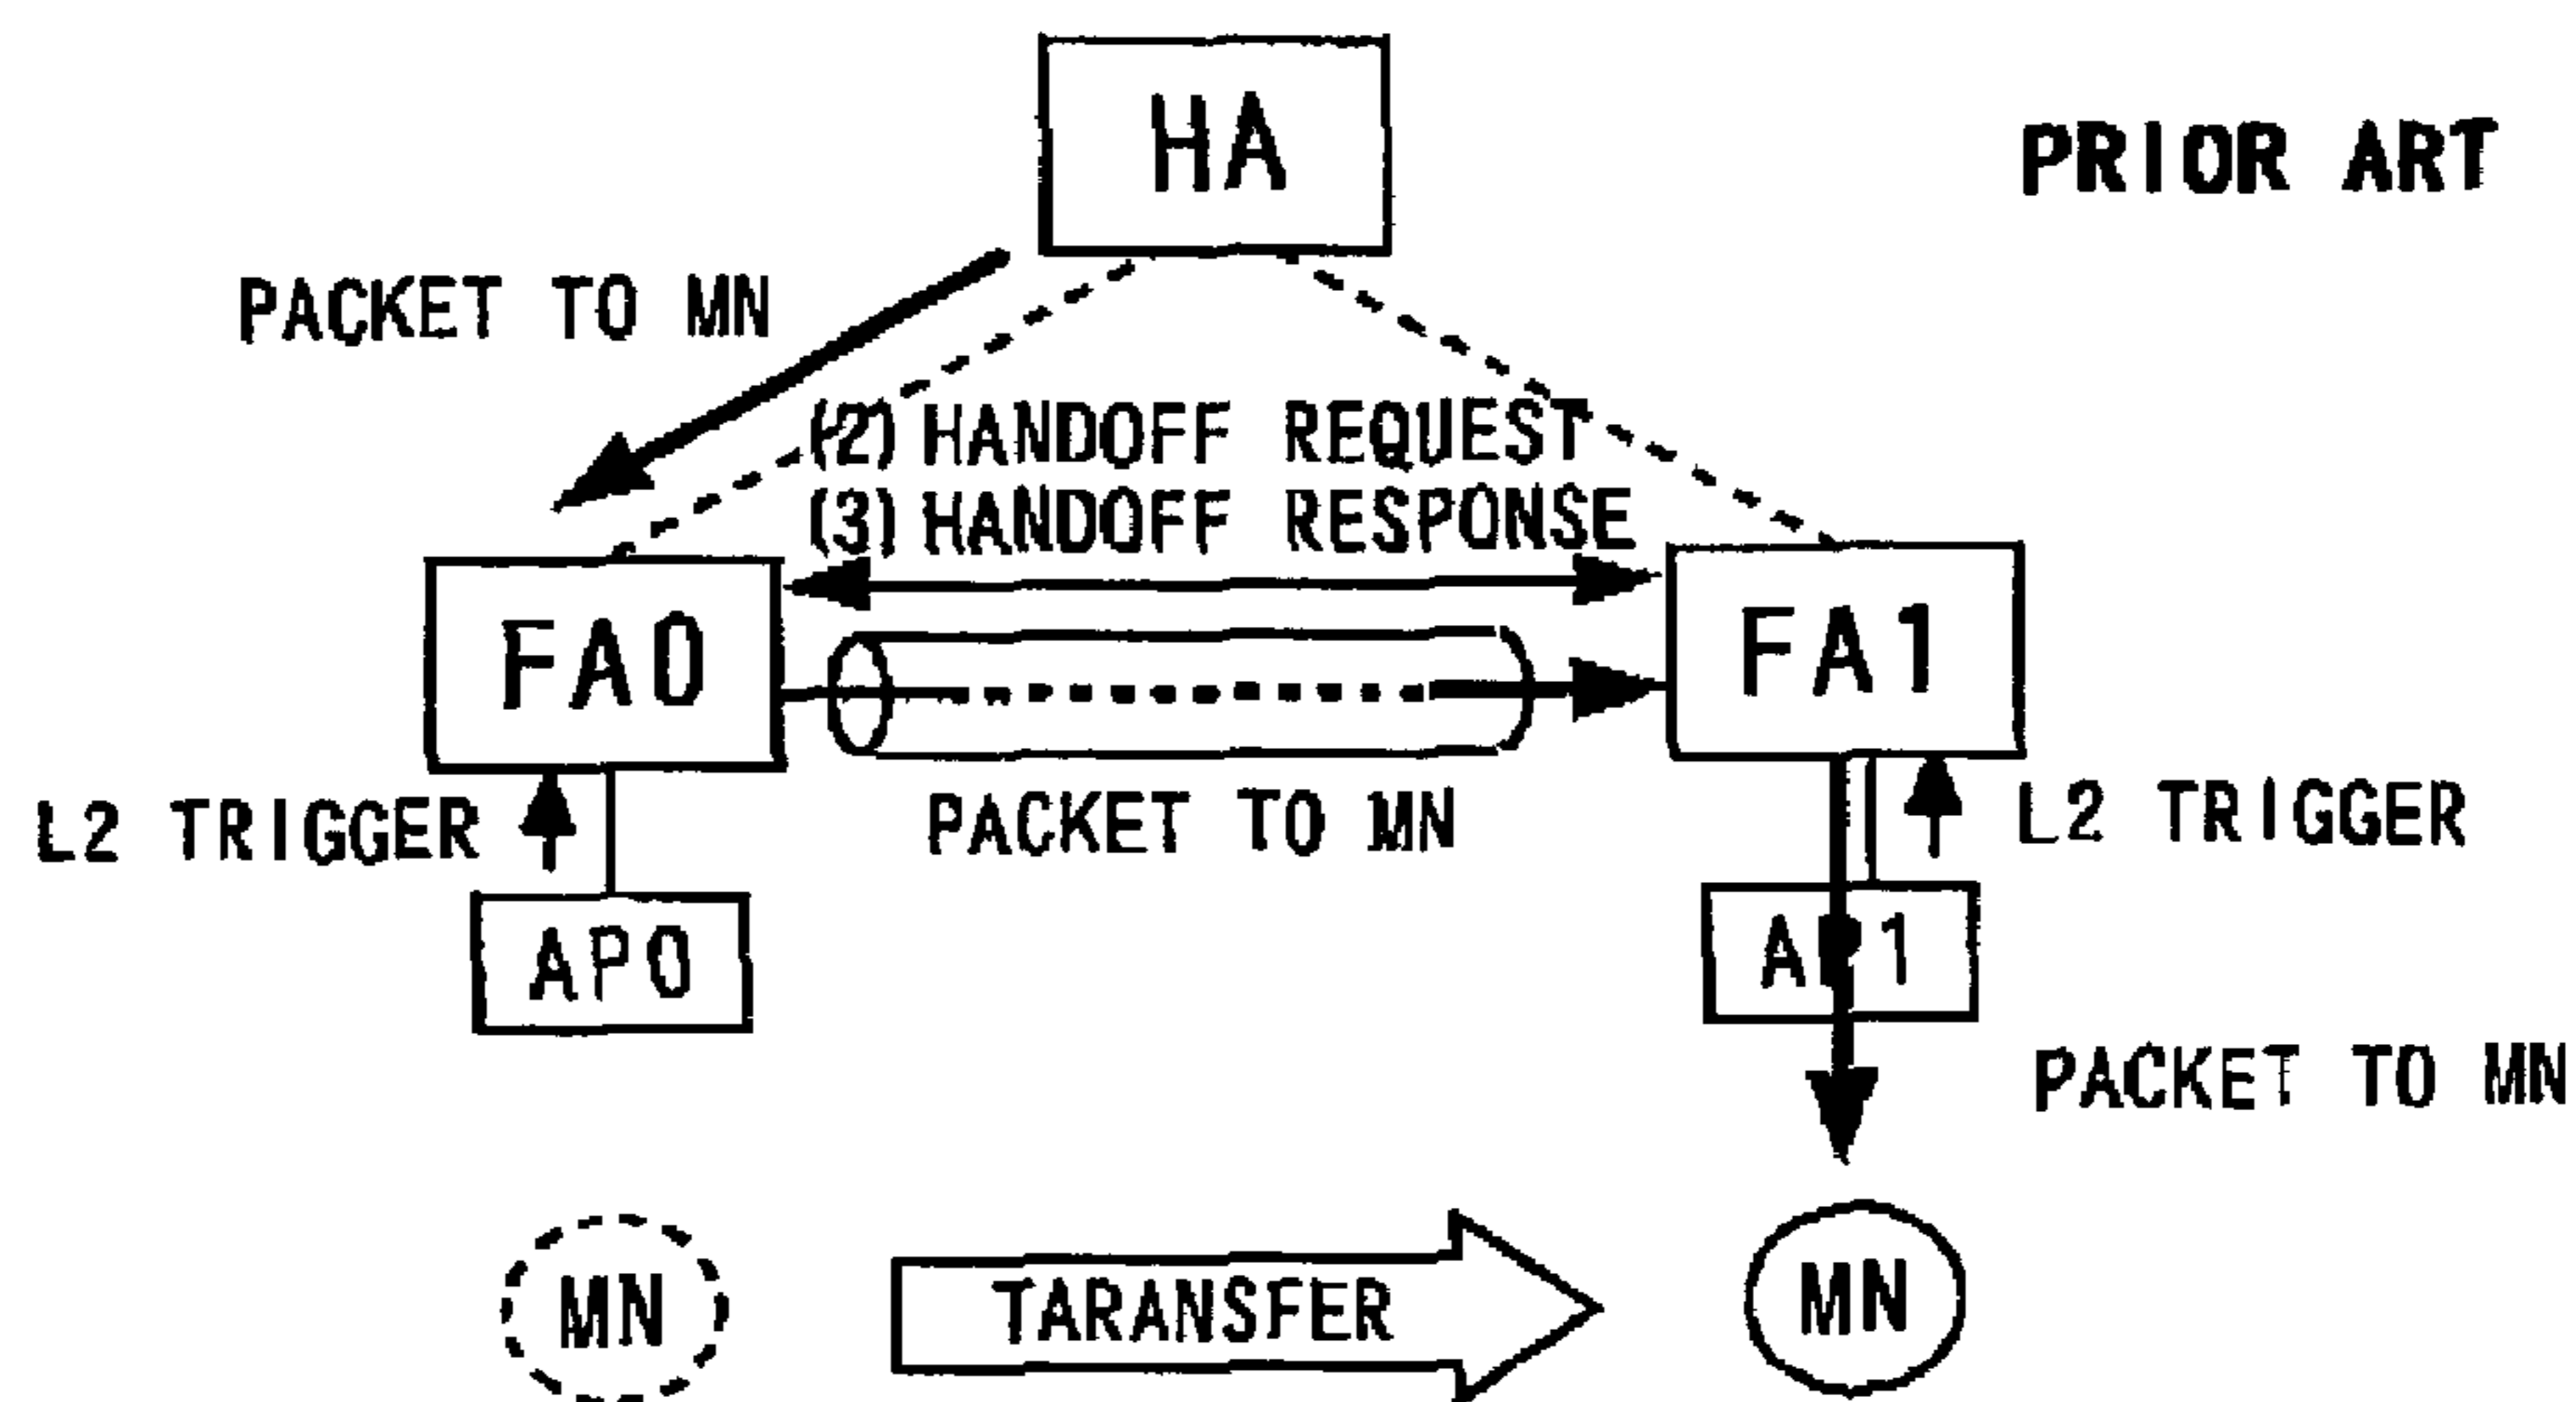 HA
PRIOR ART
PACKET TO MN
(2) HANDOFF REQUEST
(3) HANDOFF RESPONSE
FA0
FA1
L2 TRIGGER
PACKET TO MN
L2 TRIGGER
AP0
AP1
PACKET TO MN
MN
TARANSFER
MN